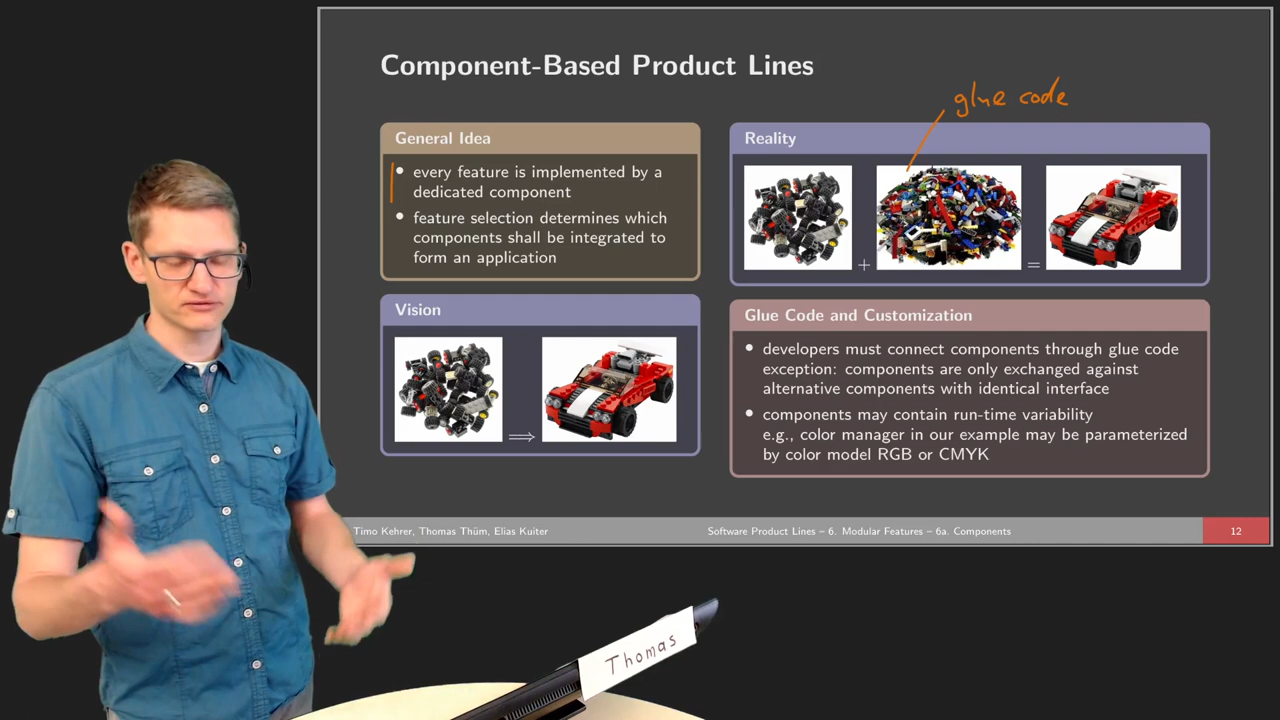 Component-Based Product Lines
glue code
General Idea
• every feature is implemented by a
dedicated component
• feature selection determines which
components shall be integrated to
form an application
Vision
⟹
Reality
+ =
Glue Code and Customization
• developers must connect components through glue code
exception: components are only exchanged against
alternative components with identical interface
• components may contain run-time variability
e.g., color manager in our example may be parameterized
by color model RGB or CMYK
Timo Kehrer, Thomas Thüm, Elias Kuiter
Software Product Lines – 6. Modular Features – 6a. Components
12
Thomas